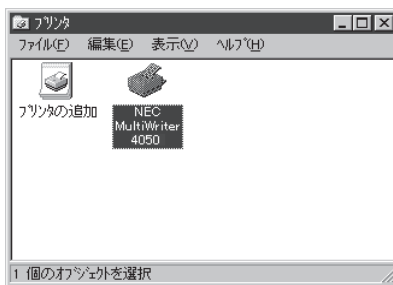 ﾌﾟﾘﾝﾀ
ﾌｧｲﾙ(F) 編集(E) 表示(V) ﾍﾙﾌﾟ(H)
ﾌﾟﾘﾝﾀの追加
NEC
MultiWriter
4050
1 個のｵﾌﾞｼﾞｪｸﾄを選択